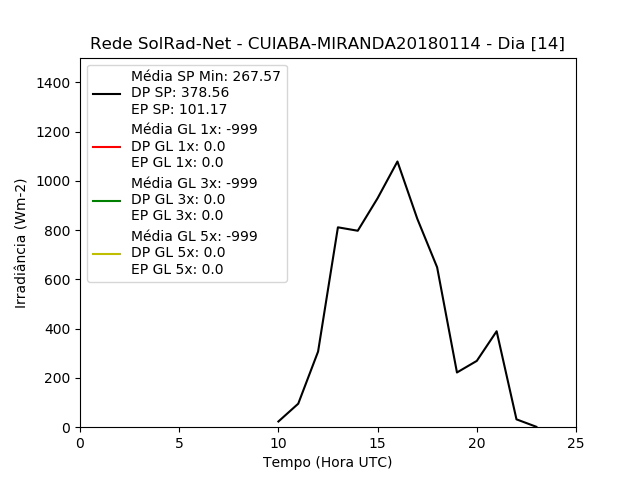 Rede SolRad-Net - CUIABA-MIRANDA20180114 - Dia [14]
Média SP Min: 267.57
DP SP: 378.56
EP SP: 101.17
Média GL 1x: -999
DP GL 1x: 0.0
EP GL 1x: 0.0
Média GL 3x: -999
DP GL 3x: 0.0
EP GL 3x: 0.0
Média GL 5x: -999
DP GL 5x: 0.0
EP GL 5x: 0.0
Irradiância (Wm-2)
1400
1200
1000
800
600
400
200
0
0 5 10 15 20 25
Tempo (Hora UTC)